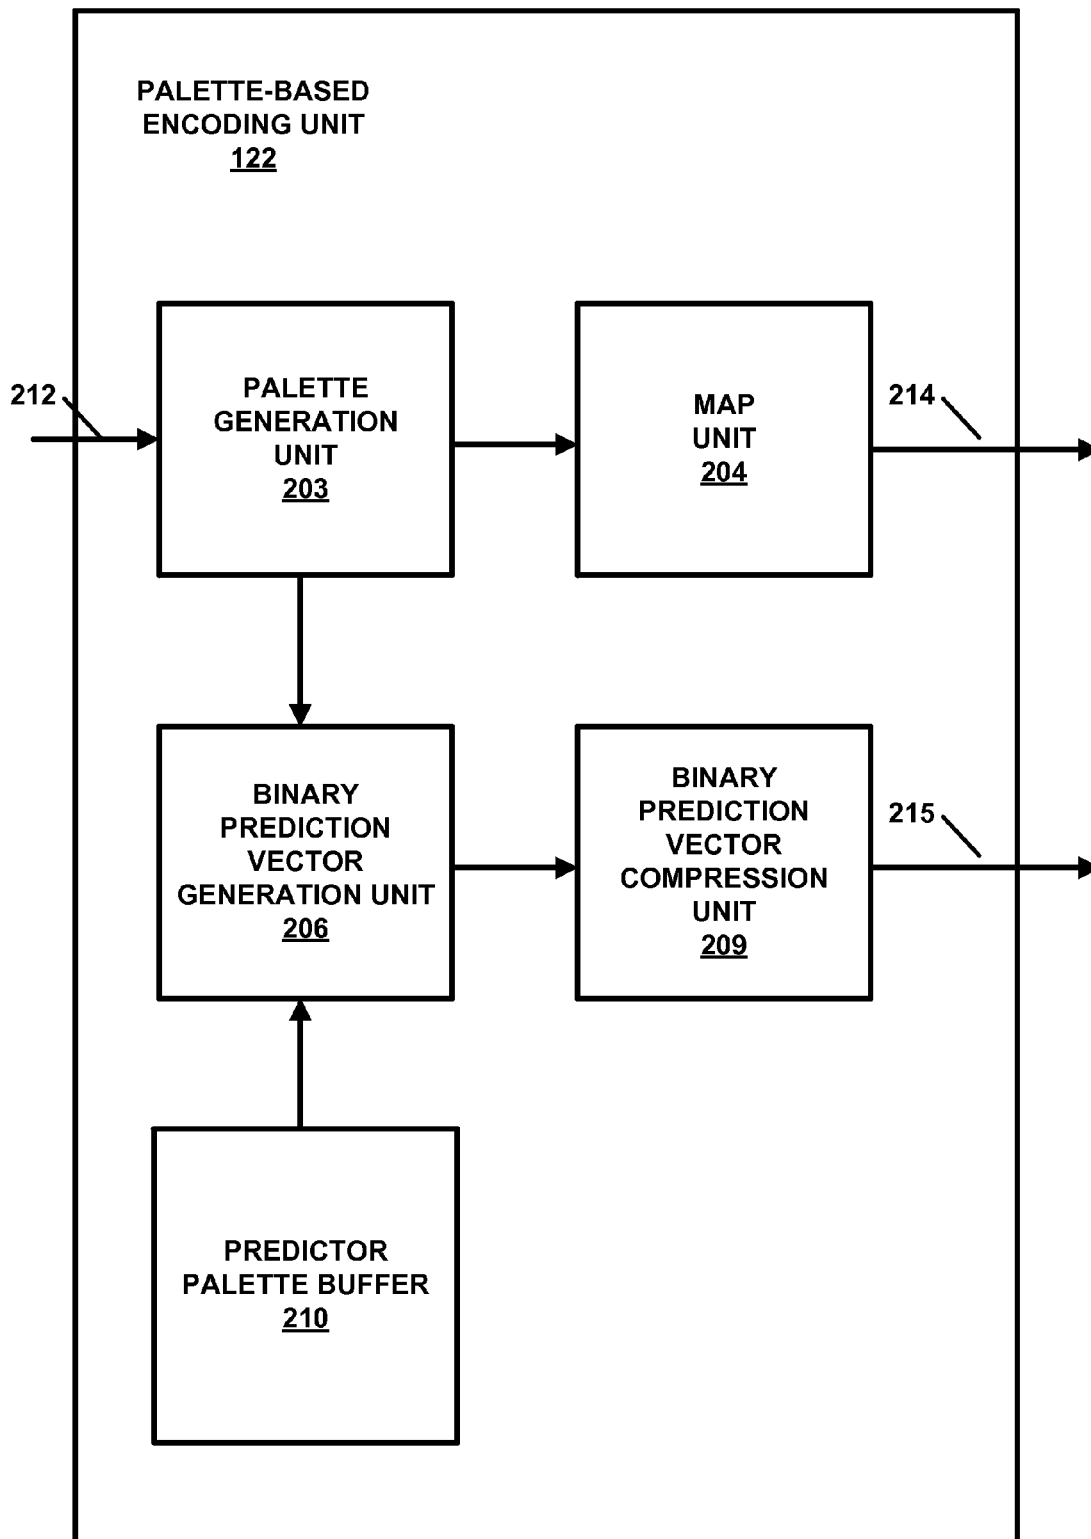 PALETTE-BASED
ENCODING UNIT
122
212
PALETTE
GENERATION
UNIT
203
MAP
UNIT
204
214
BINARY
PREDICTION
VECTOR
GENERATION UNIT
206
BINARY
PREDICTION
VECTOR
COMPRESSION
UNIT
209
215
PREDICTOR
PALETTE BUFFER
210